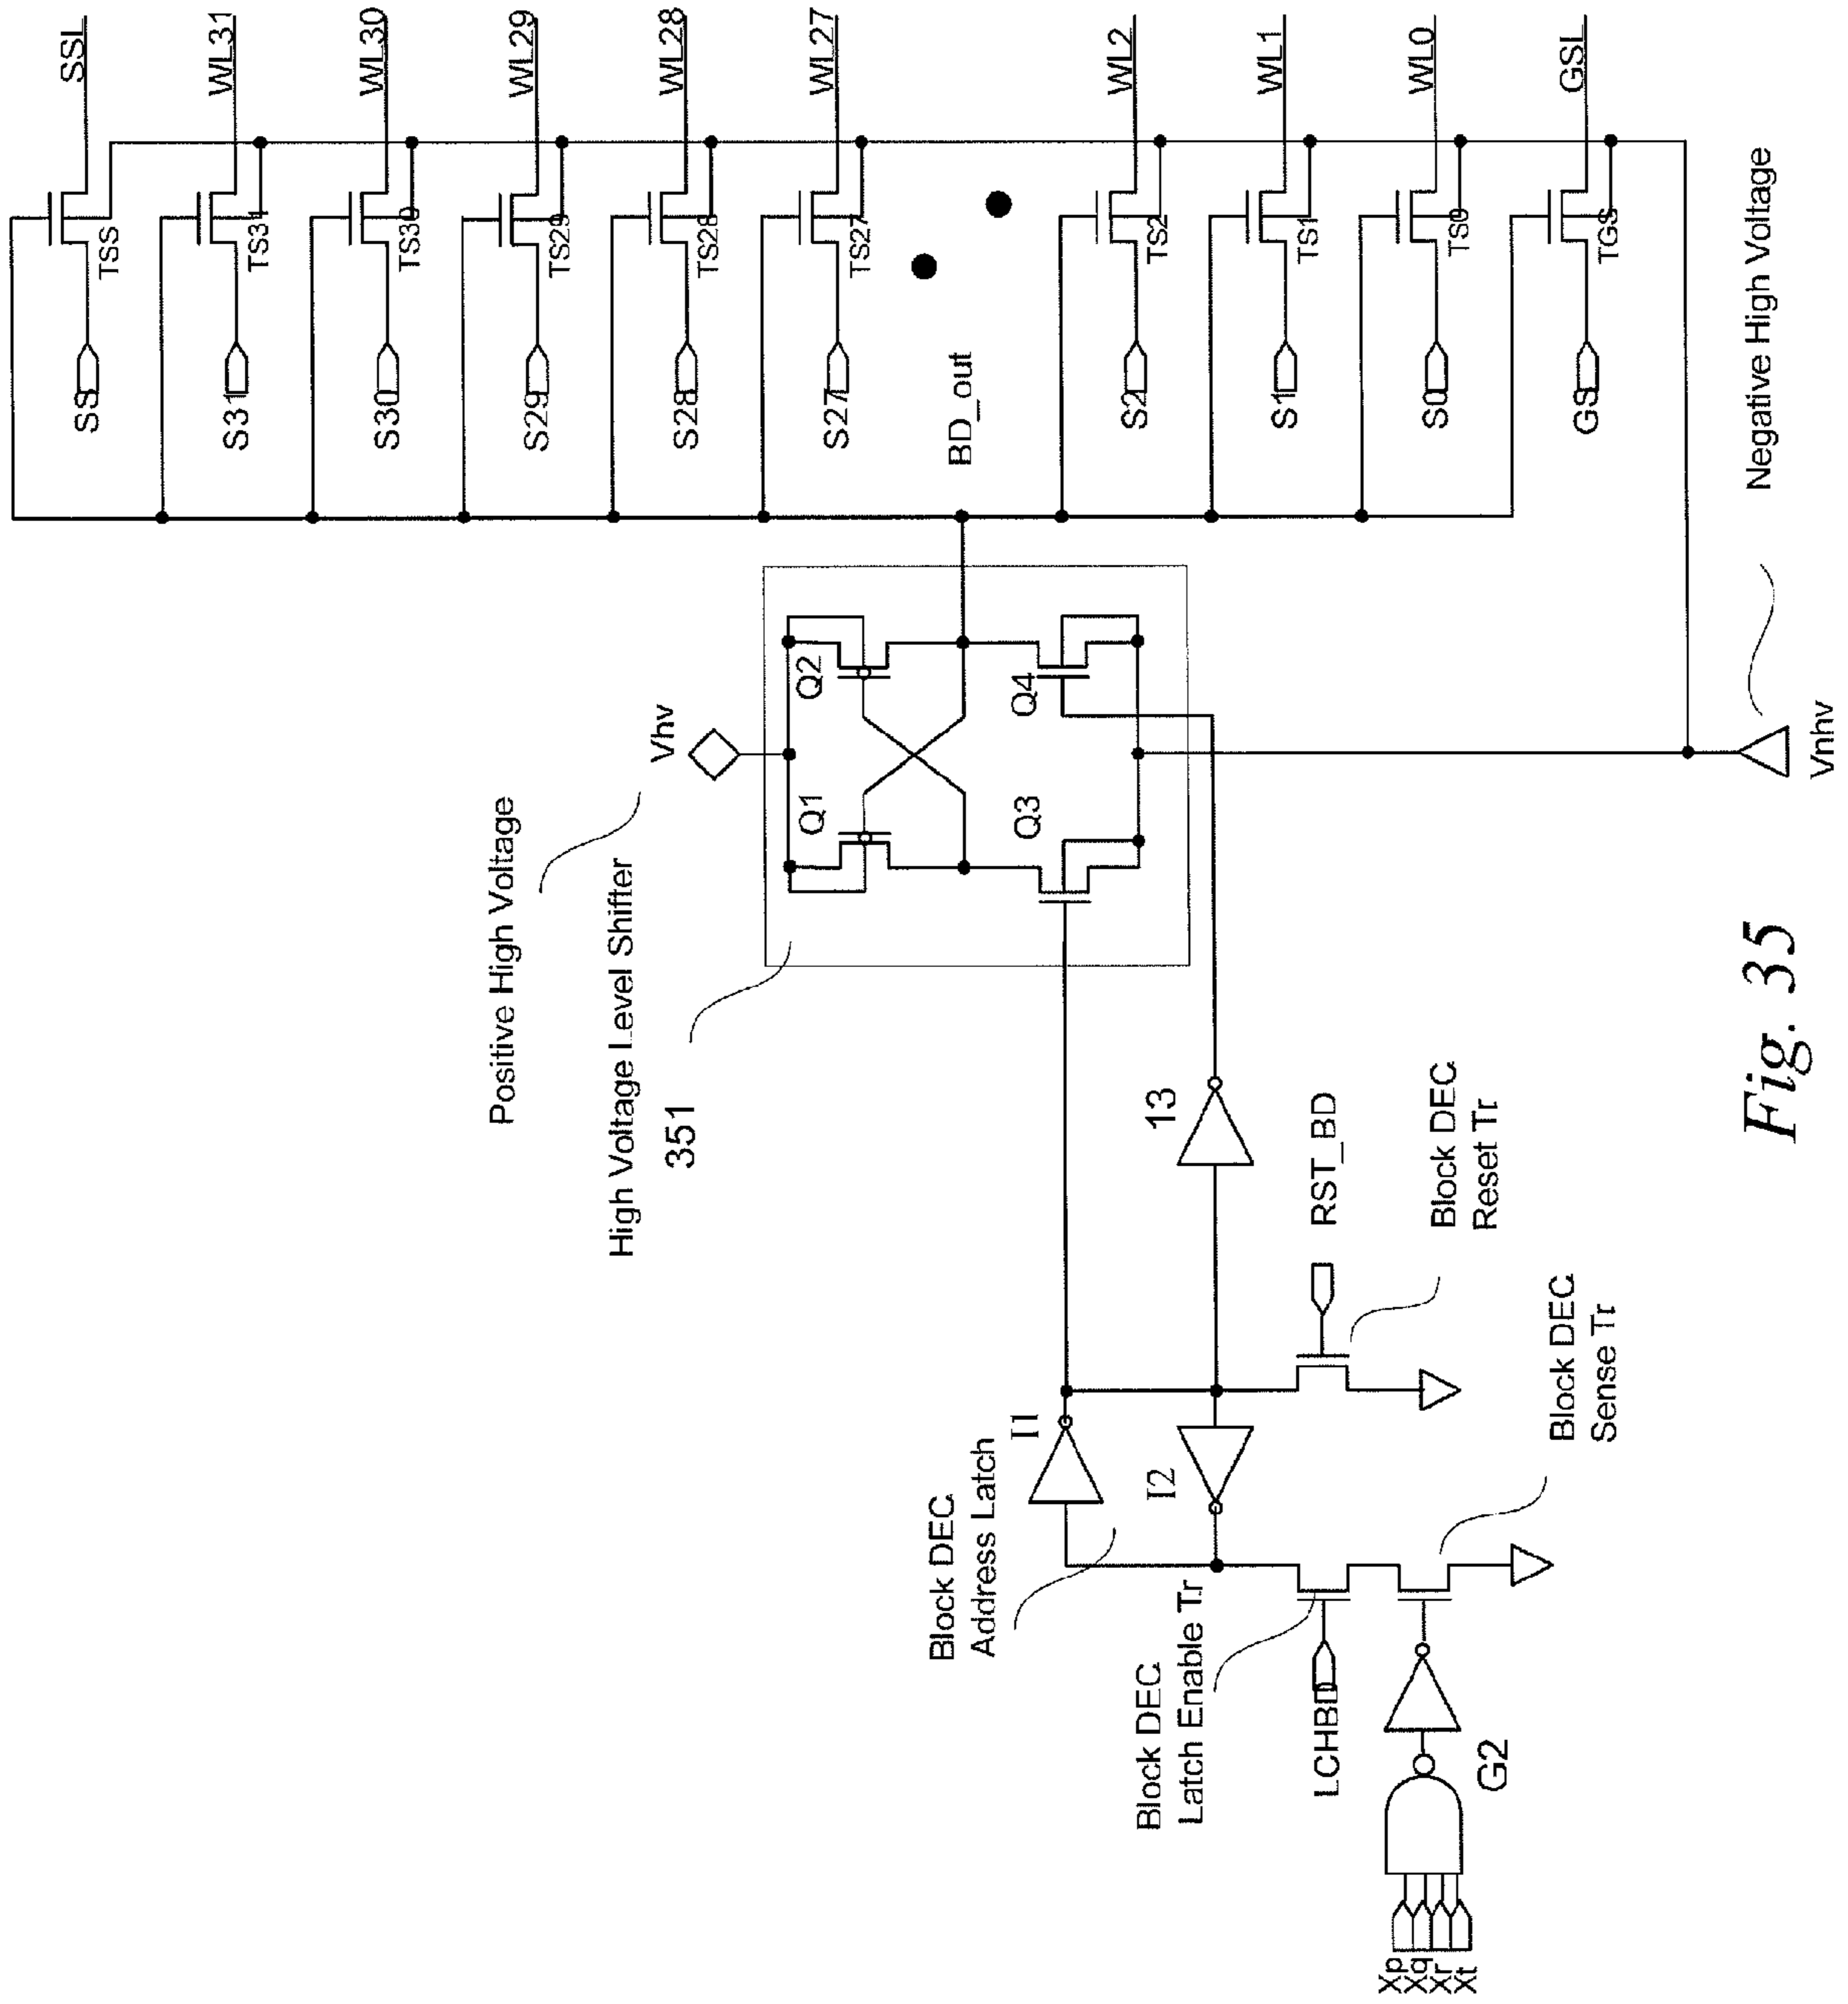 SSL
WL31
WL30
WL29
WL28
WL27
WL2
WL1
WL0
GSL
TSS
TS31
TS30
TS29
TS28
TS27
TS2
TS1
TS0
TGS
SS
S31
S30
S29
S28
S27
S2
S1
S0
GS
BD_out
Negative High Voltage
Vnhv
Vhv
Positive High Voltage
High Voltage Level Shifter
351
Q1
Q2
Q3
Q4
13
I1
I2
RST_BD
Block DEC
Reset Tr
Block DEC
Sense Tr
Block DEC
Address Latch
Block DEC
Latch Enable Tr
LCHBD
G2
Xp
Xq
Xr
Xt
Fig. 35